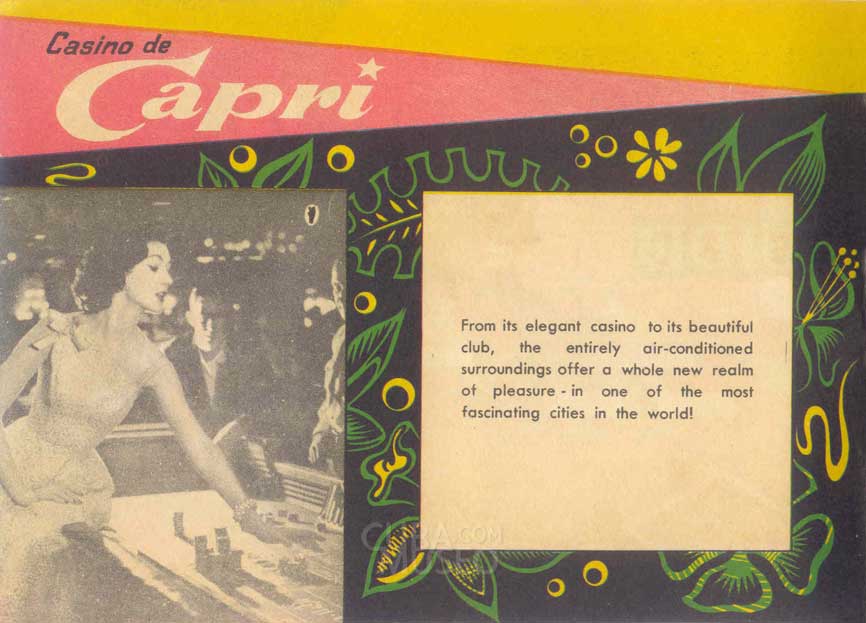 Casino de
Capri
From its elegant casino to its beautiful
club, the entirely air-conditioned
surroundings offer a whole new realm
of pleasure - in one of the most
fascinating cities in the world!
CUBA.COM
MUSEO